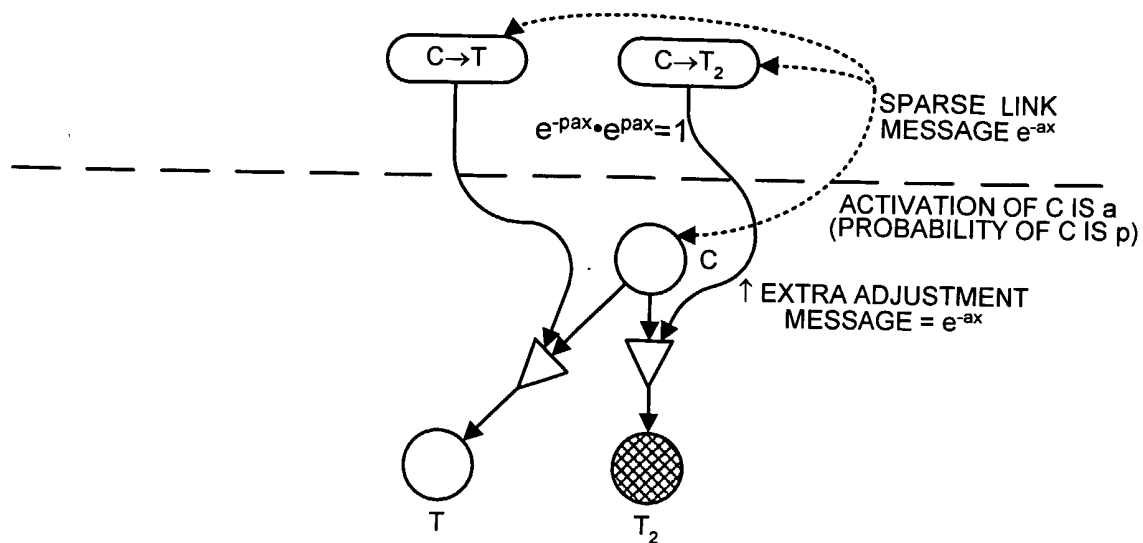 C→T
C→T₂
SPARSE LINK
MESSAGE e⁻ᵃˣ
e⁻ᵖᵃˣ•eᵖᵃˣ=1
ACTIVATION OF C IS a
(PROBABILITY OF C IS p)
C
↑ EXTRA ADJUSTMENT
MESSAGE = e⁻ᵃˣ
T
T₂